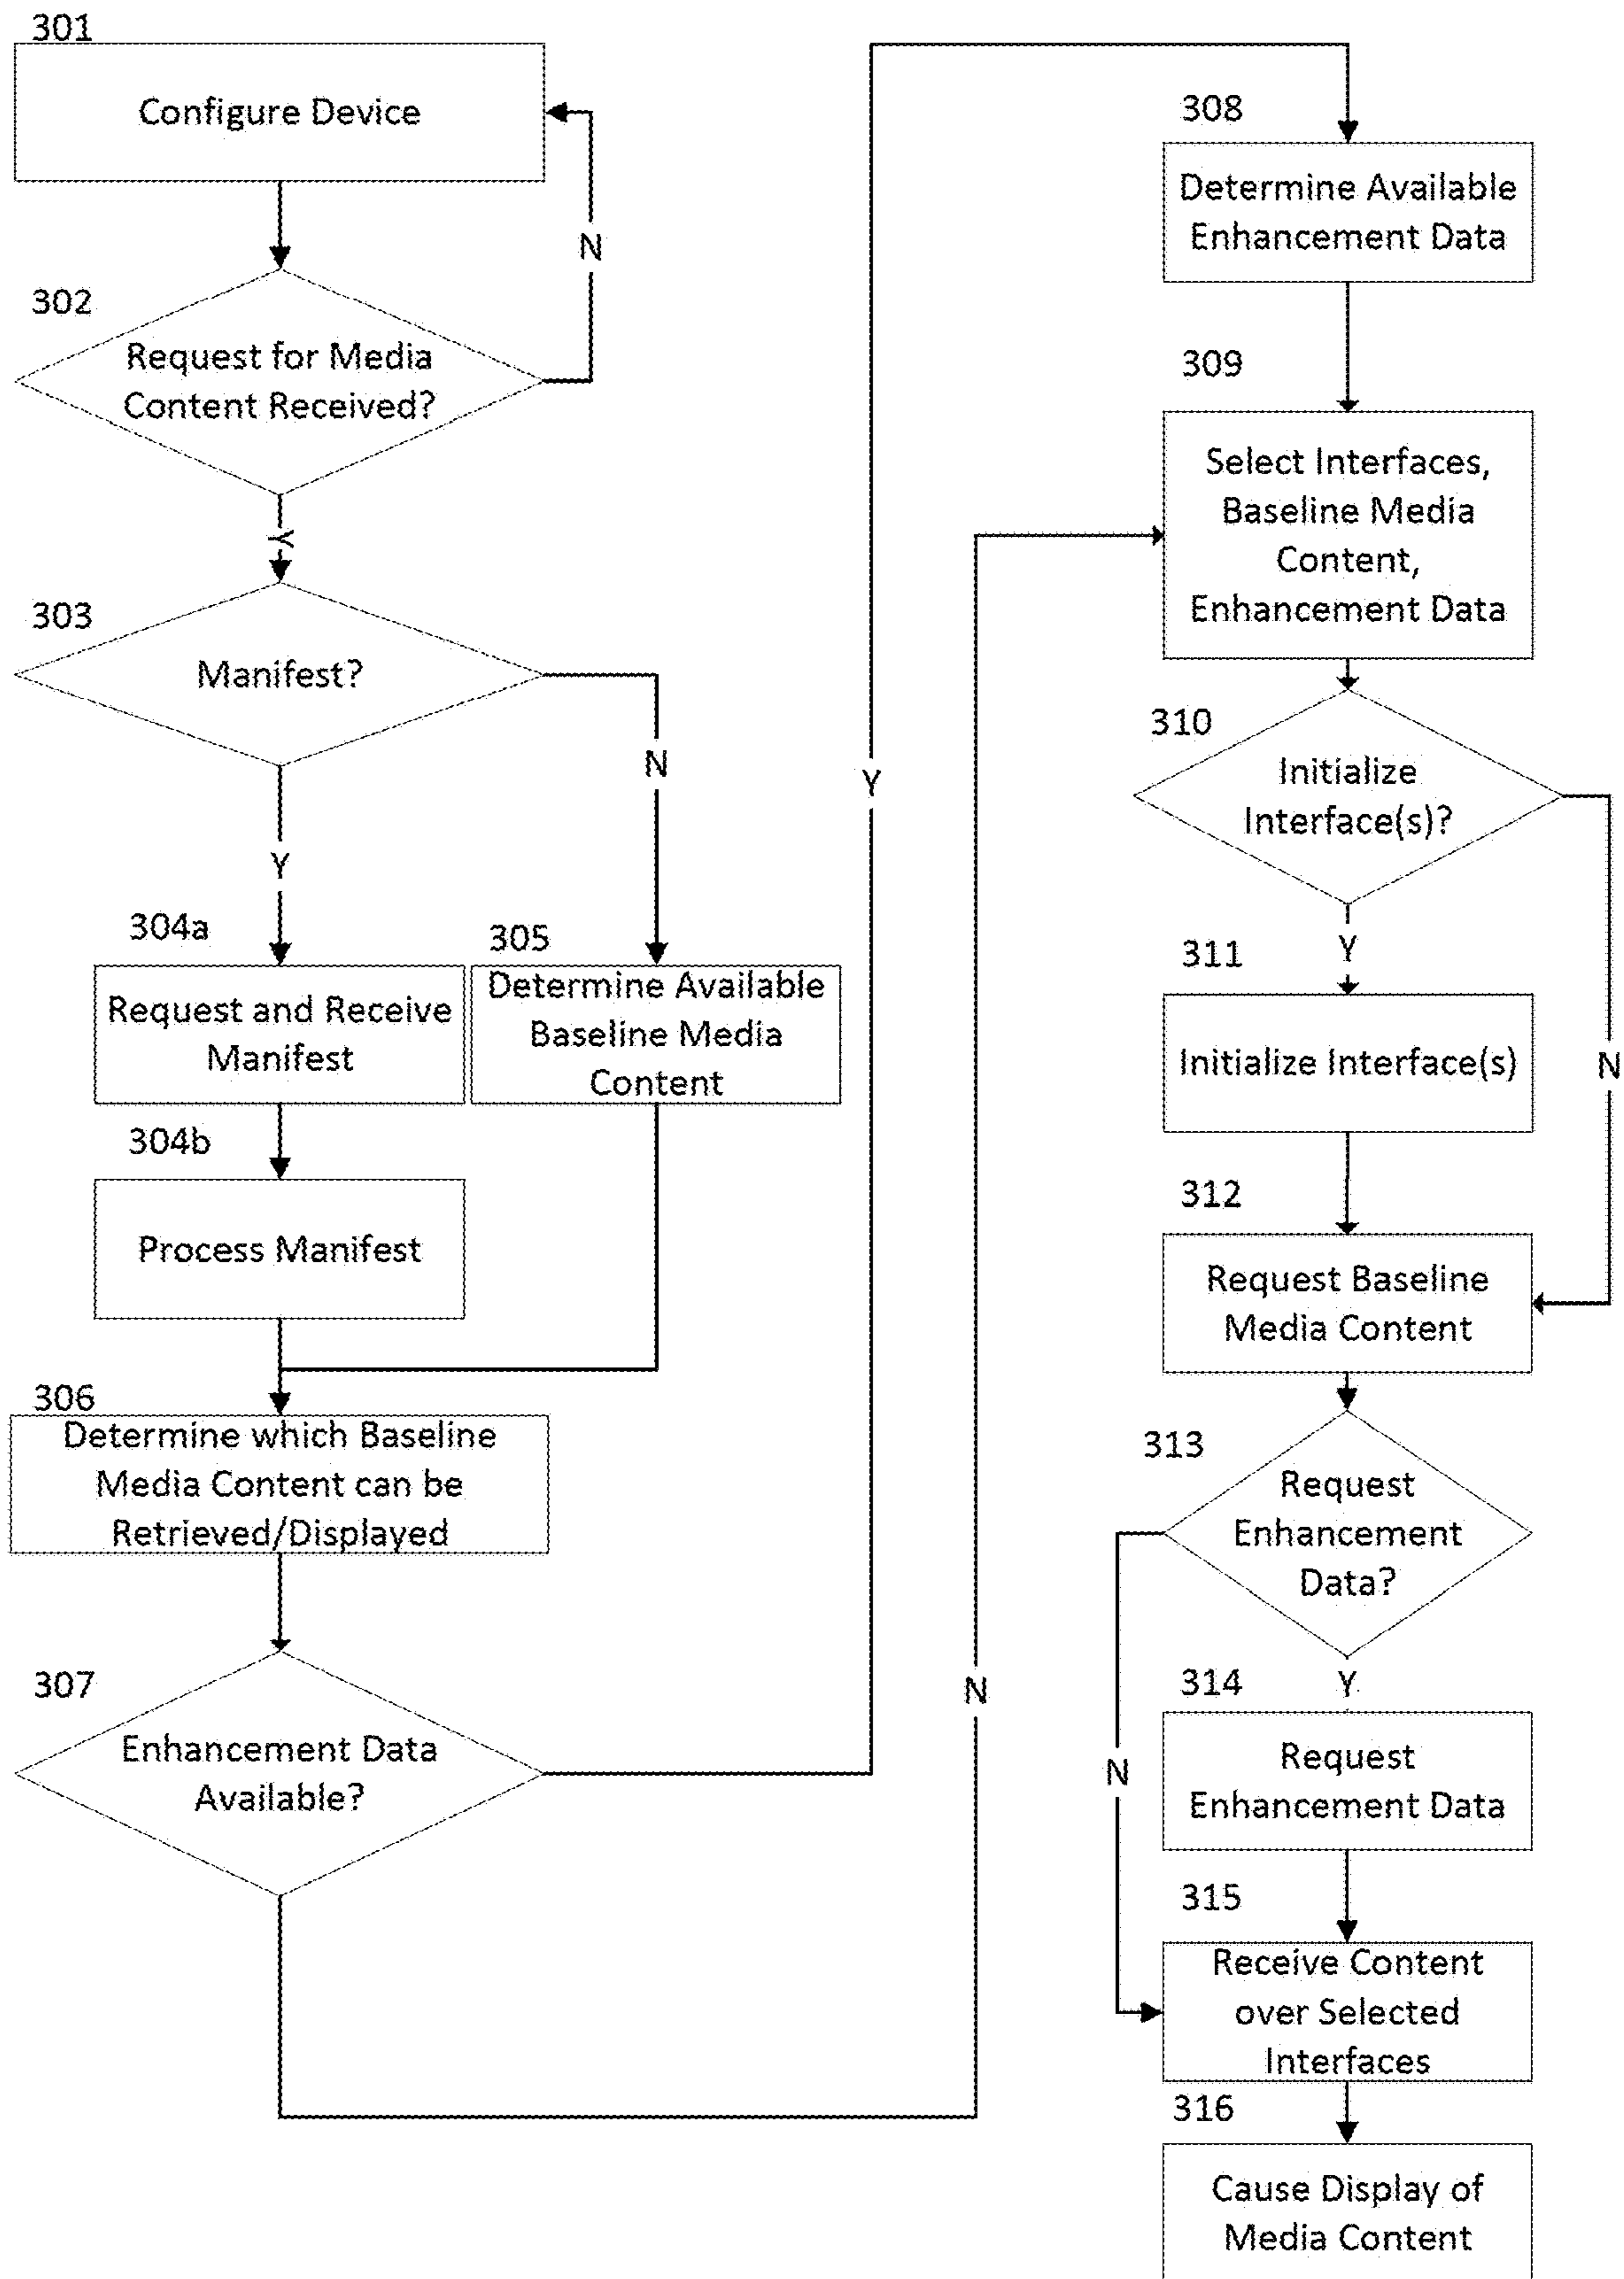 301
Configure Device
N
302
Request for Media
Content Received?
Y
303
Manifest?
N
Y
304a
Request and Receive
Manifest
305
Determine Available
Baseline Media
Content
304b
Process Manifest
306
Determine which Baseline
Media Content can be
Retrieved/Displayed
307
Enhancement Data
Available?
Y
N
308
Determine Available
Enhancement Data
309
Select Interfaces,
Baseline Media
Content,
Enhancement Data
310
Initialize
Interface(s)?
Y
N
311
Initialize Interface(s)
312
Request Baseline
Media Content
313
Request
Enhancement
Data?
Y
N
314
Request
Enhancement Data
315
Receive Content
over Selected
Interfaces
316
Cause Display of
Media Content